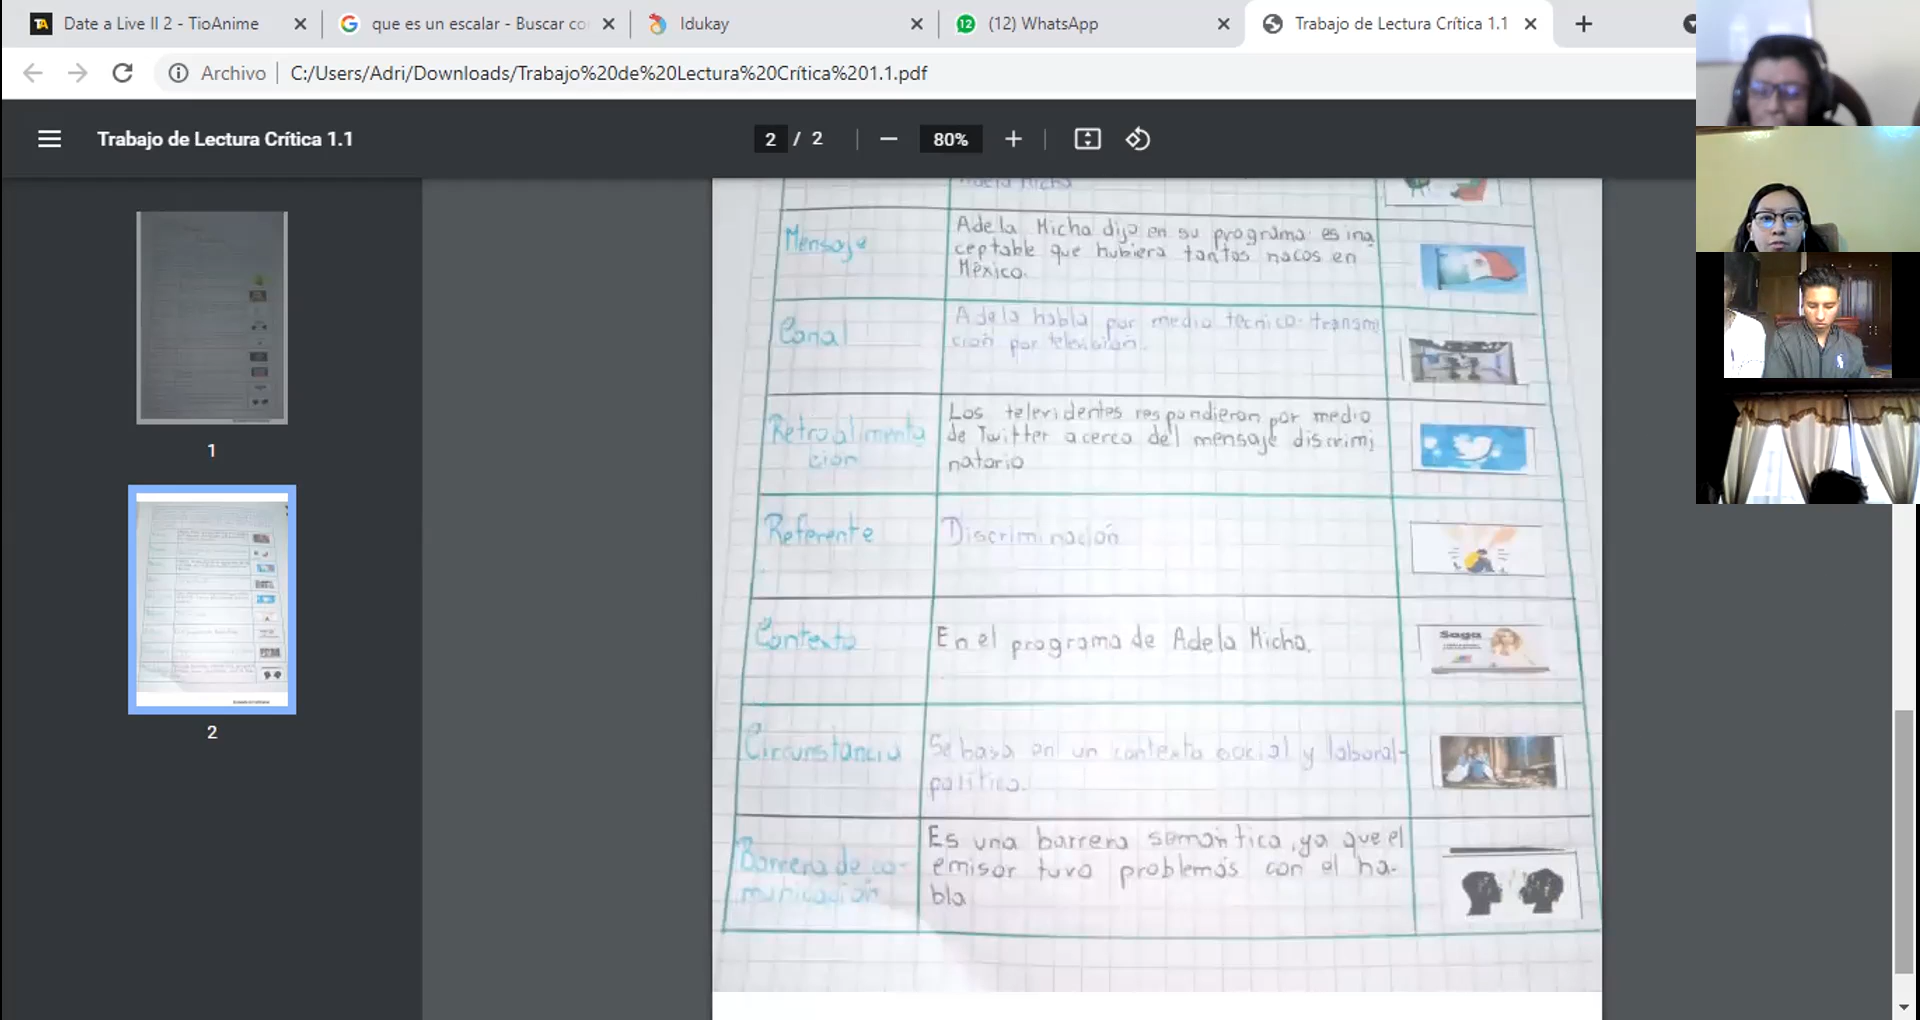 Date a Live II 2 - TioAnime
que es un escalar - Buscar co
Idukay
(12) WhatsApp
Trabajo de Lectura Crítica 1.1
Archivo
C:/Users/Adri/Downloads/Trabajo%20de%20Lectura%20Crítica%201.1.pdf
Trabajo de Lectura Crítica 1.1
2 / 2
80%
1
2
Mensaje
Adela Micha dijo en su programa: es ina
ceptable que hubiera tantos nacos en
México.
Canal
Adela habla por medio tecnico-transmi
ción por televisión.
Retroalimenta
ción
Los televidentes respondieron por medio
de Twitter acerca del mensaje discrimi
natorio
Referente
Discriminación
Contexto
En el programa de Adela Micha.
Saga
Circunstancia
Se basa en un contexto social y laboral-
político.
Barrera de co-
municación
Es una barrera semántica, ya que el
emisor tuvo problemas con el ha-
bla